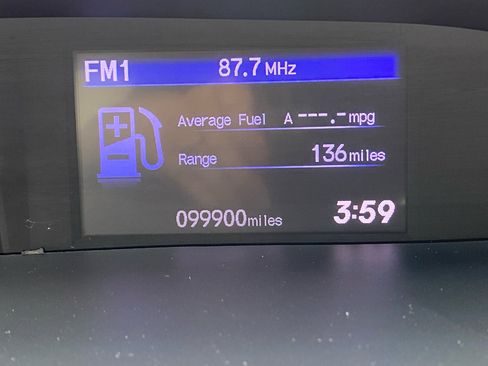 FM1 87.7 MHz
Average Fuel A ---.- mpg
Range 136 miles
099900 miles 3:59